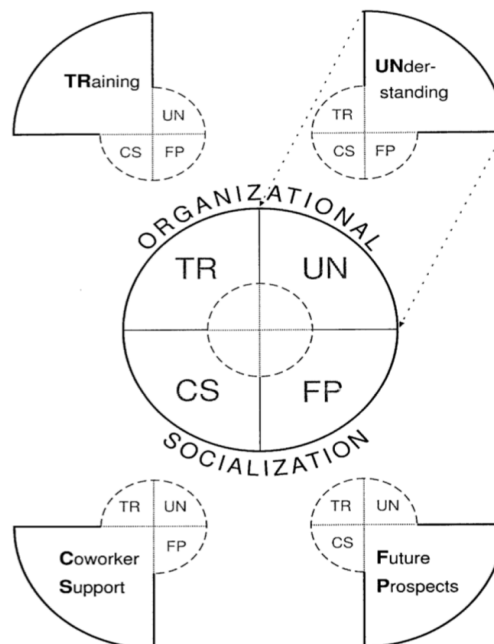 TRaining
UN
CS
FP
UNder-
standing
TR
CS
FP
ORGANIZATIONAL
TR
UN
CS
FP
SOCIALIZATION
TR
UN
FP
Coworker
Support
TR
UN
CS
Future
Prospects